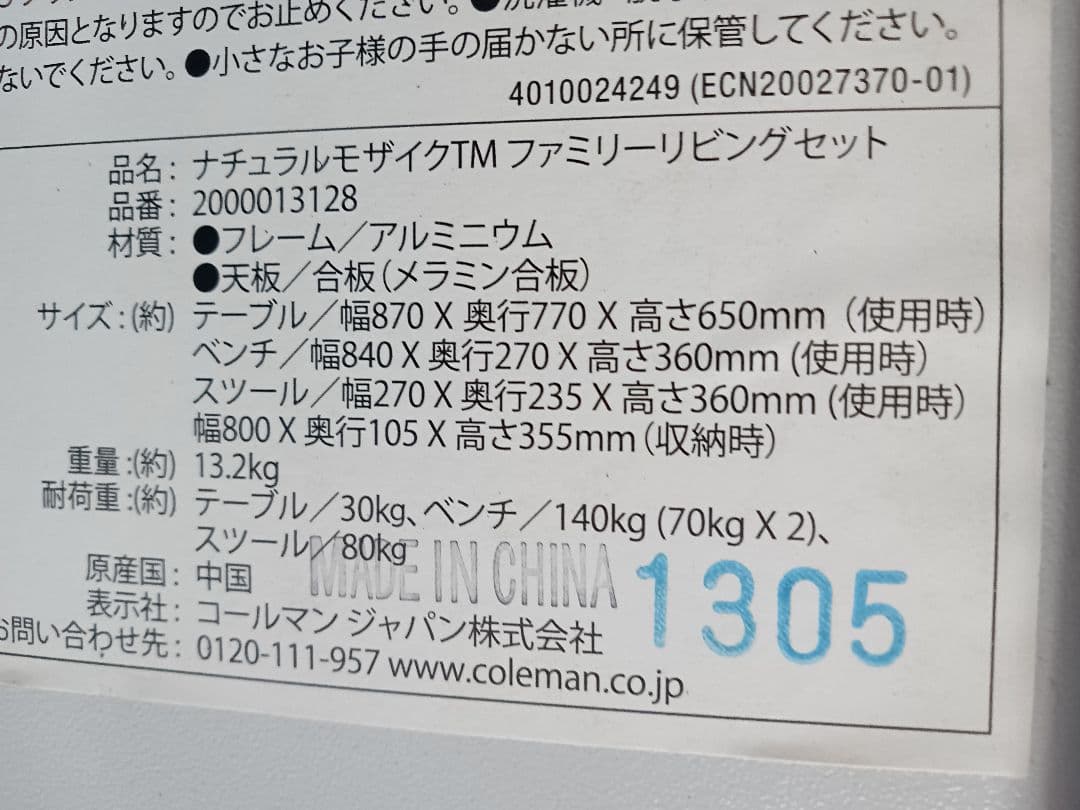 の原因となりますのでお止めください。●洗濯機
ないでください。●小さなお子様の手の届かない所に保管してください。
4010024249 (ECN20027370-01)
品名: ナチュラルモザイクTM ファミリーリビングセット
品番: 2000013128
材質: ●フレーム／アルミニウム
●天板／合板(メラミン合板)
サイズ:(約) テーブル／幅870 X 奥行770 X 高さ650mm (使用時)
ベンチ／幅840 X 奥行270 X 高さ360mm (使用時)
スツール／幅270 X 奥行235 X 高さ360mm (使用時)
幅800 X 奥行105 X 高さ355mm (収納時)
重量:(約) 13.2kg
耐荷重:(約) テーブル／30kg、ベンチ／140kg (70kg X 2)、
スツール／80kg
MADE IN CHINA
1305
原産国: 中国
表示社: コールマン ジャパン株式会社
お問い合わせ先: 0120-111-957 www.coleman.co.jp